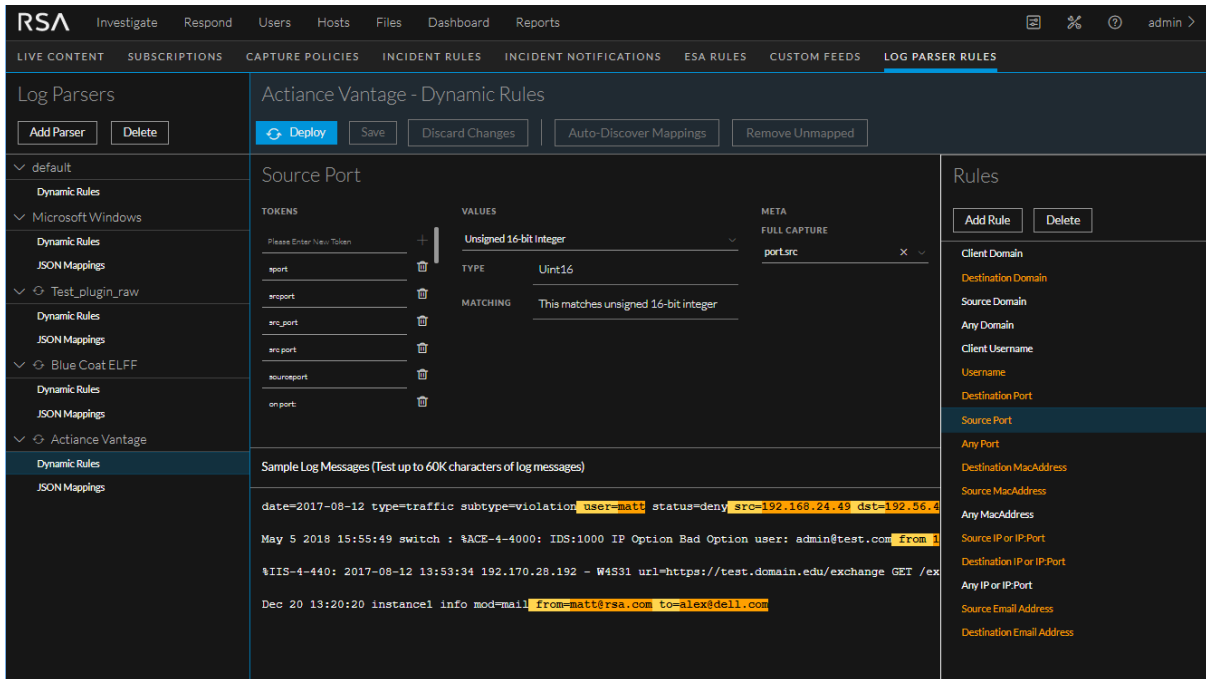 RSA Investigate Respond Users Hosts Files Dashboard Reports admin >
LIVE CONTENT SUBSCRIPTIONS CAPTURE POLICIES INCIDENT RULES INCIDENT NOTIFICATIONS ESA RULES CUSTOM FEEDS LOG PARSER RULES
Log Parsers
Add Parser Delete
default
Dynamic Rules
Microsoft Windows
Dynamic Rules
JSON Mappings
Test_plugin_raw
Dynamic Rules
JSON Mappings
Blue Coat ELFF
Dynamic Rules
JSON Mappings
Actiance Vantage
Dynamic Rules
JSON Mappings
Actiance Vantage - Dynamic Rules
Deploy Save Discard Changes Auto-Discover Mappings Remove Unmapped
Source Port
TOKENS
Please Enter New Token
sport
srcport
src_port
src port
sourceport
on port:
VALUES
Unsigned 16-bit Integer
TYPE Uint16
MATCHING This matches unsigned 16-bit integer
META
FULL CAPTURE
port.src
Sample Log Messages (Test up to 60K characters of log messages)
date=2017-08-12 type=traffic subtype=violation user=matt status=deny src=192.168.24.49 dst=192.56.4
May 5 2018 15:55:49 switch : %ACE-4-4000: IDS:1000 IP Option Bad Option user: admin@test.com from 1
%IIS-4-440: 2017-08-12 13:53:34 192.170.28.192 - W4S31 url=https://test.domain.edu/exchange GET /ex
Dec 20 13:20:20 instance1 info mod=mail from=matt@rsa.com to=alex@dell.com
Rules
Add Rule Delete
Client Domain
Destination Domain
Source Domain
Any Domain
Client Username
Username
Destination Port
Source Port
Any Port
Destination MacAddress
Source MacAddress
Any MacAddress
Source IP or IP:Port
Destination IP or IP:Port
Any IP or IP:Port
Source Email Address
Destination Email Address